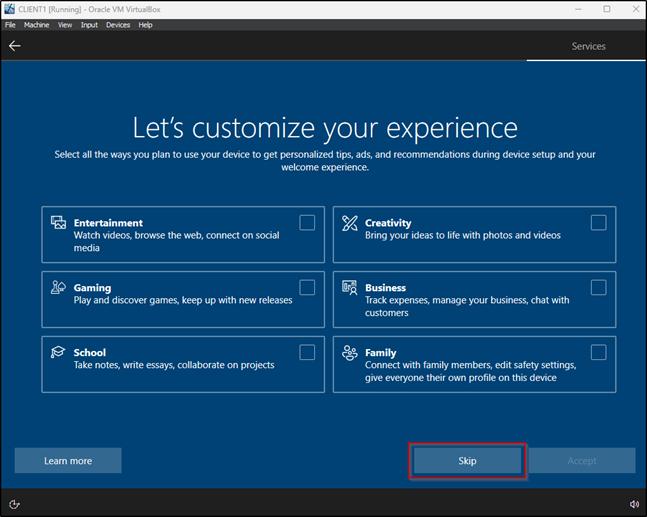 CLIENT1 [Running] - Oracle VM VirtualBox
File Machine View Input Devices Help
Services
Let's customize your experience
Select all the ways you plan to use your device to get personalized tips, ads, and recommendations during device setup and your
welcome experience.
Entertainment
Watch videos, browse the web, connect on social
media
Creativity
Bring your ideas to life with photos and videos
Gaming
Play and discover games, keep up with new releases
Business
Track expenses, manage your business, chat with
customers
School
Take notes, write essays, collaborate on projects
Family
Connect with family members, edit safety settings,
give everyone their own profile on this device
Learn more
Skip
Accept